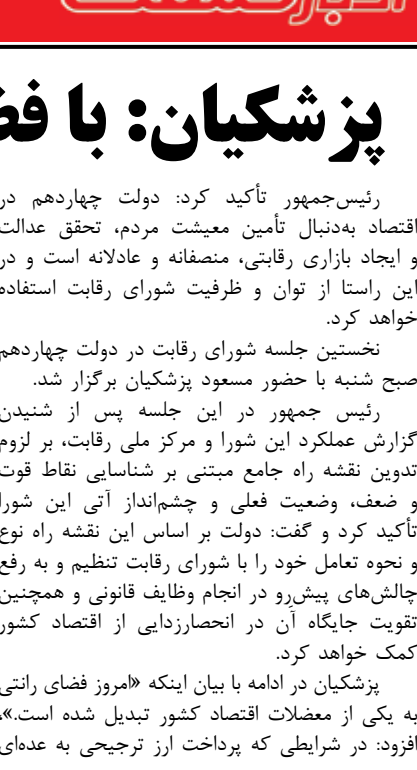 پزشکیان: با
رئیس‌جمهور تأکید کرد: دولت چهاردهم در
اقتصاد به‌دنبال تأمین معیشت مردم، تحقق عدالت
و ایجاد بازاری رقابتی، منصفانه و عادلانه است و در
این راستا از توان و ظرفیت شورای رقابت استفاده
خواهد کرد.
نخستین جلسه شورای رقابت در دولت چهاردهم
صبح شنبه با حضور مسعود پزشکیان برگزار شد.
رئیس جمهور در این جلسه پس از شنیدن
گزارش عملکرد این شورا و مرکز ملی رقابت، بر لزوم
تدوین نقشه راه جامع مبتنی بر شناسایی نقاط قوت
و ضعف، وضعیت فعلی و چشم‌انداز آتی این شورا
تأکید کرد و گفت: دولت بر اساس این نقشه راه نوع
و نحوه تعامل خود را با شورای رقابت تنظیم و به رفع
چالش‌های پیش‌رو در انجام وظایف قانونی و همچنین
تقویت جایگاه آن در انحصارزدایی از اقتصاد کشور
کمک خواهد کرد.
پزشکیان در ادامه با بیان اینکه «امروز فضای رانتی
به یکی از معضلات اقتصاد کشور تبدیل شده است.»،
افزود: در شرایطی که پرداخت ارز ترجیحی به عده‌ای